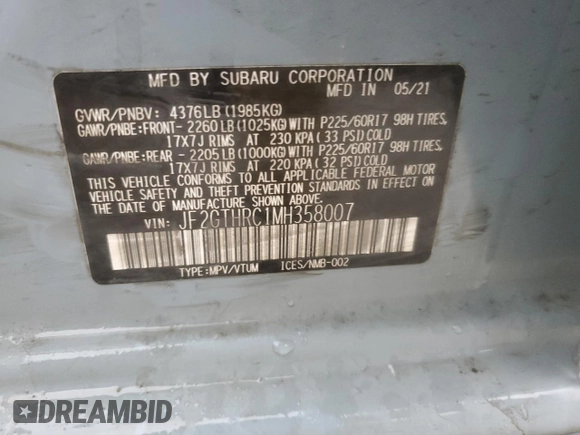 MFD BY SUBARU CORPORATION
MFD IN 05/21
GVWR/PNBV: 4376LB(1985KG)
GAWR/PNBE:FRONT- 2260LB(1025KG)WITH P225/60R17 98H TIRES,
17X7J RIMS AT 230 KPA(33 PSI)COLD
GAWR/PNBE:REAR - 2205LB(1000KG)WITH P225/60R17 98H TIRES,
17X7J RIMS AT 220 KPA(32 PSI)COLD
THIS VEHICLE CONFORMS TO ALL APPLICABLE FEDERAL MOTOR
VEHICLE SAFETY AND THEFT PREVENTION STANDARDS IN EFFECT ON
THE DATE OF MANUFACTURE SHOWN ABOVE.
VIN: JF2GTHRC1MH358007
TYPE:MPV/VTUM ICES/NMB-002
DREAMBID